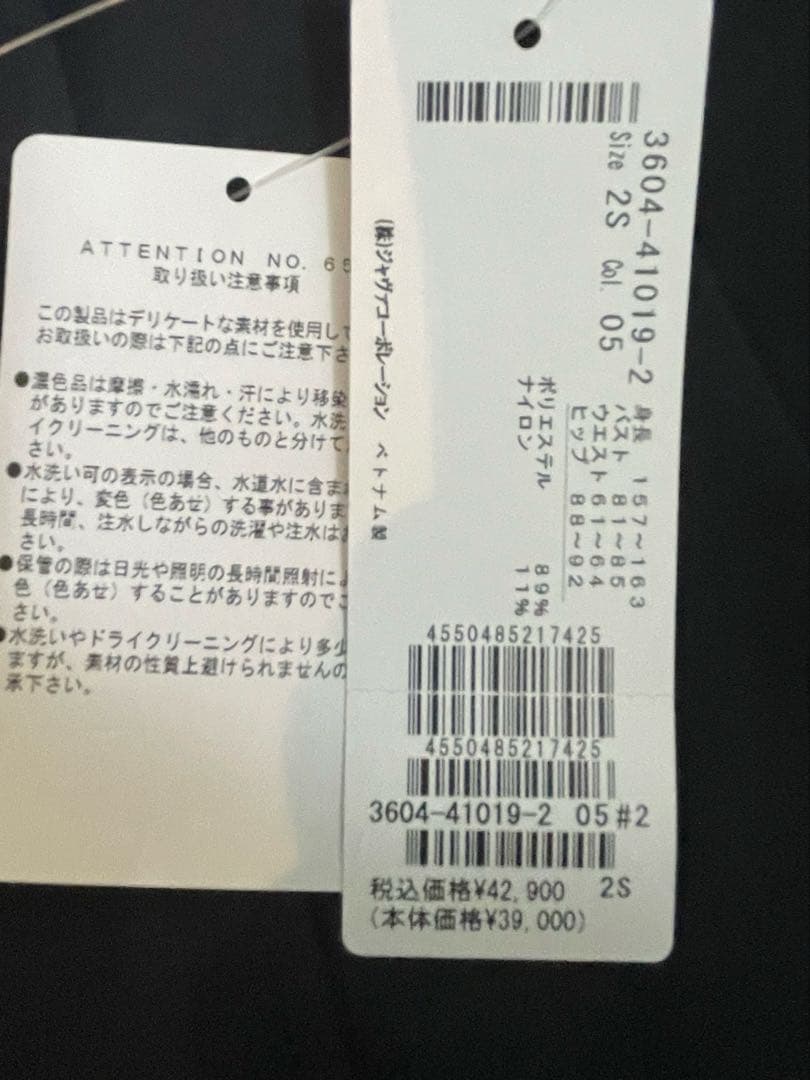 ATTENTION NO. 65
取り扱い注意事項
この製品はデリケートな素材を使用して
お取扱いの際は下記の点にご注意下さ
●濃色品は摩擦・水濡れ・汗により移染
がありますのでご注意ください。水洗
イクリーニングは、他のものと分けて
さい。
●水洗い可の表示の場合、水道水に含まれ
により、変色（色あせ）する事がありま
長時間、注水しながらの洗濯や注水はお
さい。
●保管の際は日光や照明の長時間照射によ
色（色あせ）することがありますのでご
さい。
●水洗いやドライクリーニングにより多少
ますが、素材の性質上避けられませんの
承下さい。
3604-41019-2
Size 2S Col. 05
身長 157～163
バスト 81～85
ウエスト 61～64
ヒップ 88～92
ポリエステル 89%
ナイロン 11%
(株)ジャヴァコーポレーション ベトナム製
4550485217425
4550485217425
3604-41019-2 05#2
税込価格¥42,900 2S
(本体価格¥39,000)